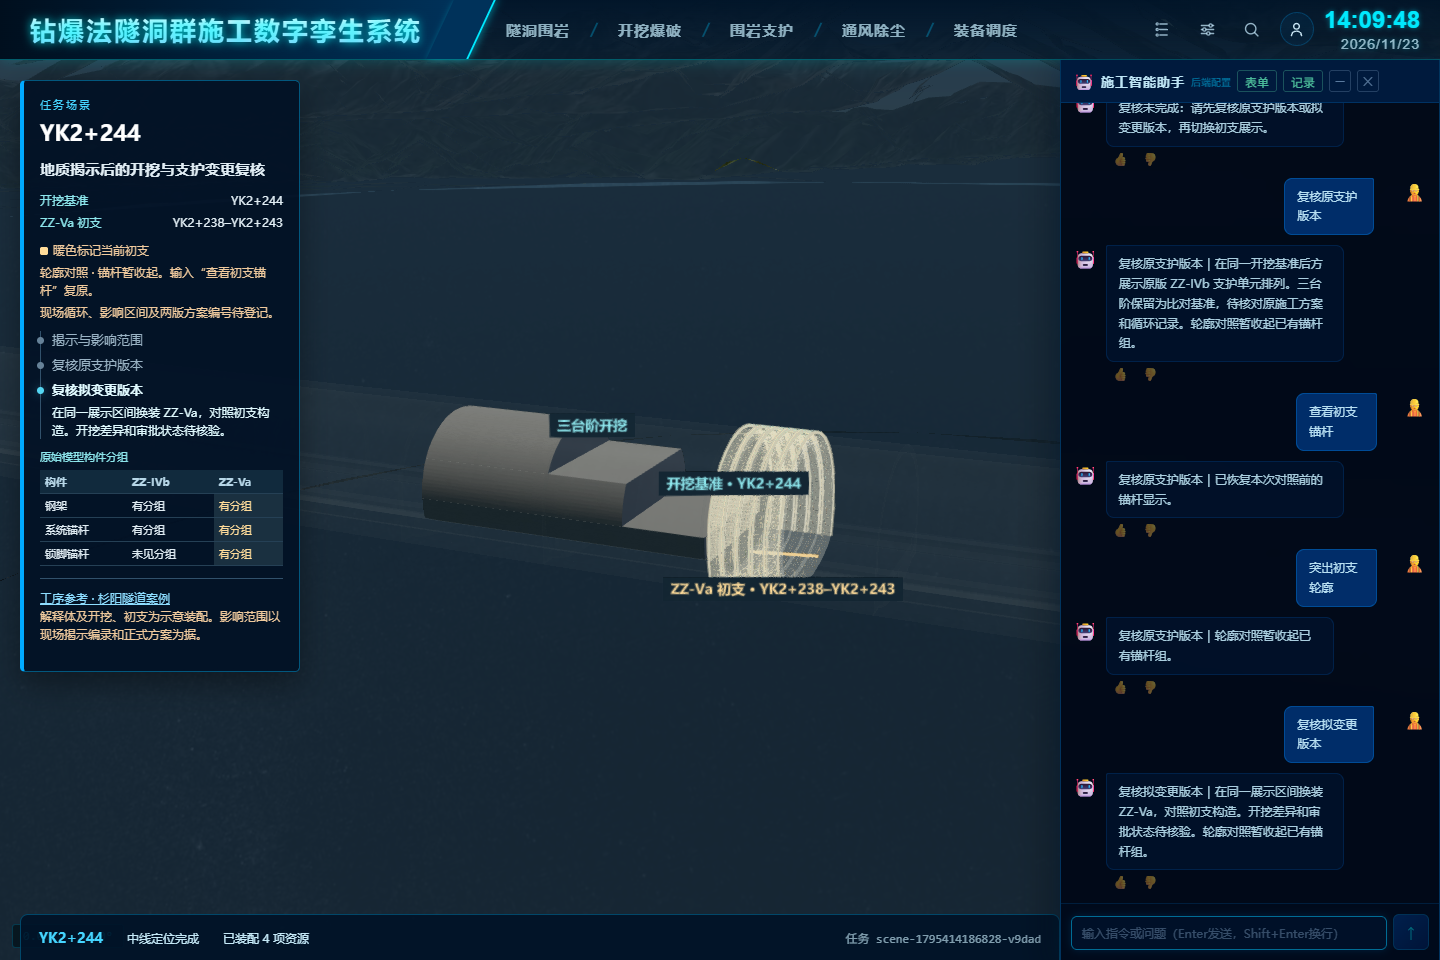 钻爆法隧洞群施工数字孪生系统
隧洞围岩 / 开挖爆破 / 围岩支护 / 通风除尘 / 装备调度
14:09:48
2026/11/23
任务场景
YK2+244
地质揭示后的开挖与支护变更复核
开挖基准 YK2+244
ZZ-Va 初支 YK2+238–YK2+243
暖色标记当前初支
轮廓对照 · 锚杆暂收起。输入“查看初支锚
杆”复原。
现场循环、影响区间及两版方案编号待登记。
揭示与影响范围
复核原支护版本
复核拟变更版本
在同一展示区间换装 ZZ-Va，对照初支构
造。开挖差异和审批状态待核验。
原始模型构件分组
构件 ZZ-IVb ZZ-Va
钢架 有分组 有分组
系统锚杆 有分组 有分组
锁脚锚杆 未见分组 有分组
工序参考 · 杉阳隧道案例
解释体及开挖、初支为示意装配。影响范围以
现场揭示编录和正式方案为据。
三台阶开挖
开挖基准 • YK2+244
ZZ-Va 初支 • YK2+238–YK2+243
YK2+244 中线定位完成 已装配 4 项资源 任务 scene-1795414186828-v9dad
施工智能助手 后端配置 表单 记录
复核未完成：请先复核原支护版本或拟
变更版本，再切换初支展示。
复核原支护
版本
复核原支护版本 | 在同一开挖基准后方
展示原版 ZZ-IVb 支护单元排列。三台
阶保留为比对基准，待核对原施工方案
和循环记录。轮廓对照暂收起已有锚杆
组。
查看初支
锚杆
复核原支护版本 | 已恢复本次对照前的
锚杆显示。
突出初支
轮廓
复核原支护版本 | 轮廓对照暂收起已
有锚杆组。
复核拟变更
版本
复核拟变更版本 | 在同一展示区间换装
ZZ-Va，对照初支构造。开挖差异和审
批状态待核验。轮廓对照暂收起已有锚
杆组。
输入指令或问题（Enter发送，Shift+Enter换行）